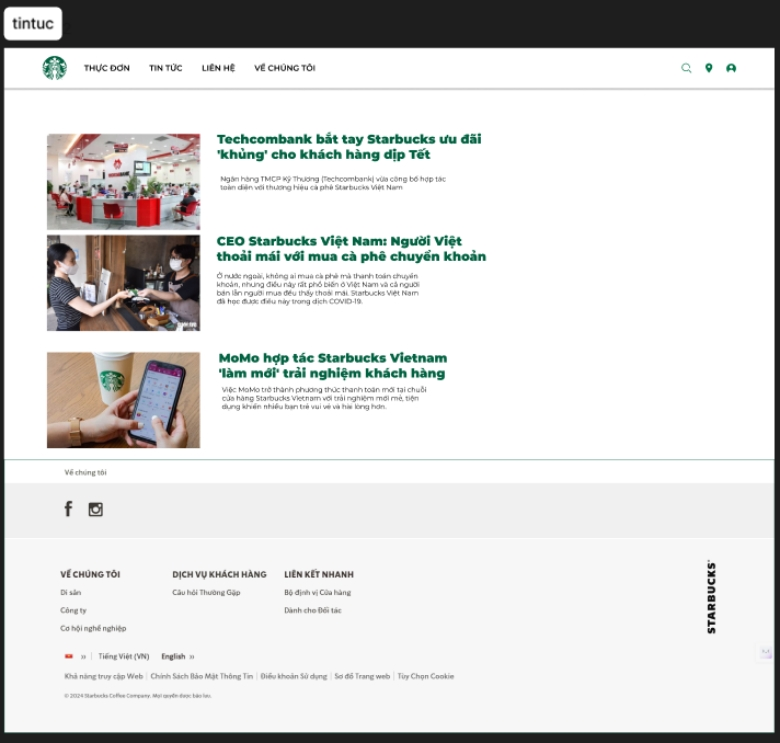 tintuc
THỰC ĐƠN TIN TỨC LIÊN HỆ VỀ CHÚNG TÔI
Techcombank bắt tay Starbucks ưu đãi
'khủng' cho khách hàng dịp Tết
Ngân hàng TMCP Kỹ Thương (Techcombank) vừa công bố hợp tác
toàn diện với thương hiệu cà phê Starbucks Việt Nam
CEO Starbucks Việt Nam: Người Việt
thoải mái với mua cà phê chuyển khoản
Ở nước ngoài, không ai mua cà phê mà thanh toán chuyển
khoản, nhưng điều này rất phổ biến ở Việt Nam và cả người
bán lẫn người mua đều thấy thoải mái. Starbucks Việt Nam
đã học được điều này trong dịch COVID-19.
MoMo hợp tác Starbucks Vietnam
'làm mới' trải nghiệm khách hàng
Việc MoMo trở thành phương thức thanh toán mới tại chuỗi
cửa hàng Starbucks Vietnam với trải nghiệm mới mẻ, tiện
dụng khiến nhiều bạn trẻ vui vẻ và hài lòng hơn.
Về chúng tôi
VỀ CHÚNG TÔI DỊCH VỤ KHÁCH HÀNG LIÊN KẾT NHANH
Di sản Câu hỏi Thường Gặp Bộ định vị Cửa hàng
Công ty Dành cho Đối tác
Cơ hội nghề nghiệp
STARBUCKS
» | Tiếng Việt (VN) English »
Khả năng truy cập Web | Chính Sách Bảo Mật Thông Tin | Điều khoản Sử dụng | Sơ đồ Trang web | Tùy Chọn Cookie
© 2024 Starbucks Coffee Company. Mọi quyền được bảo lưu.